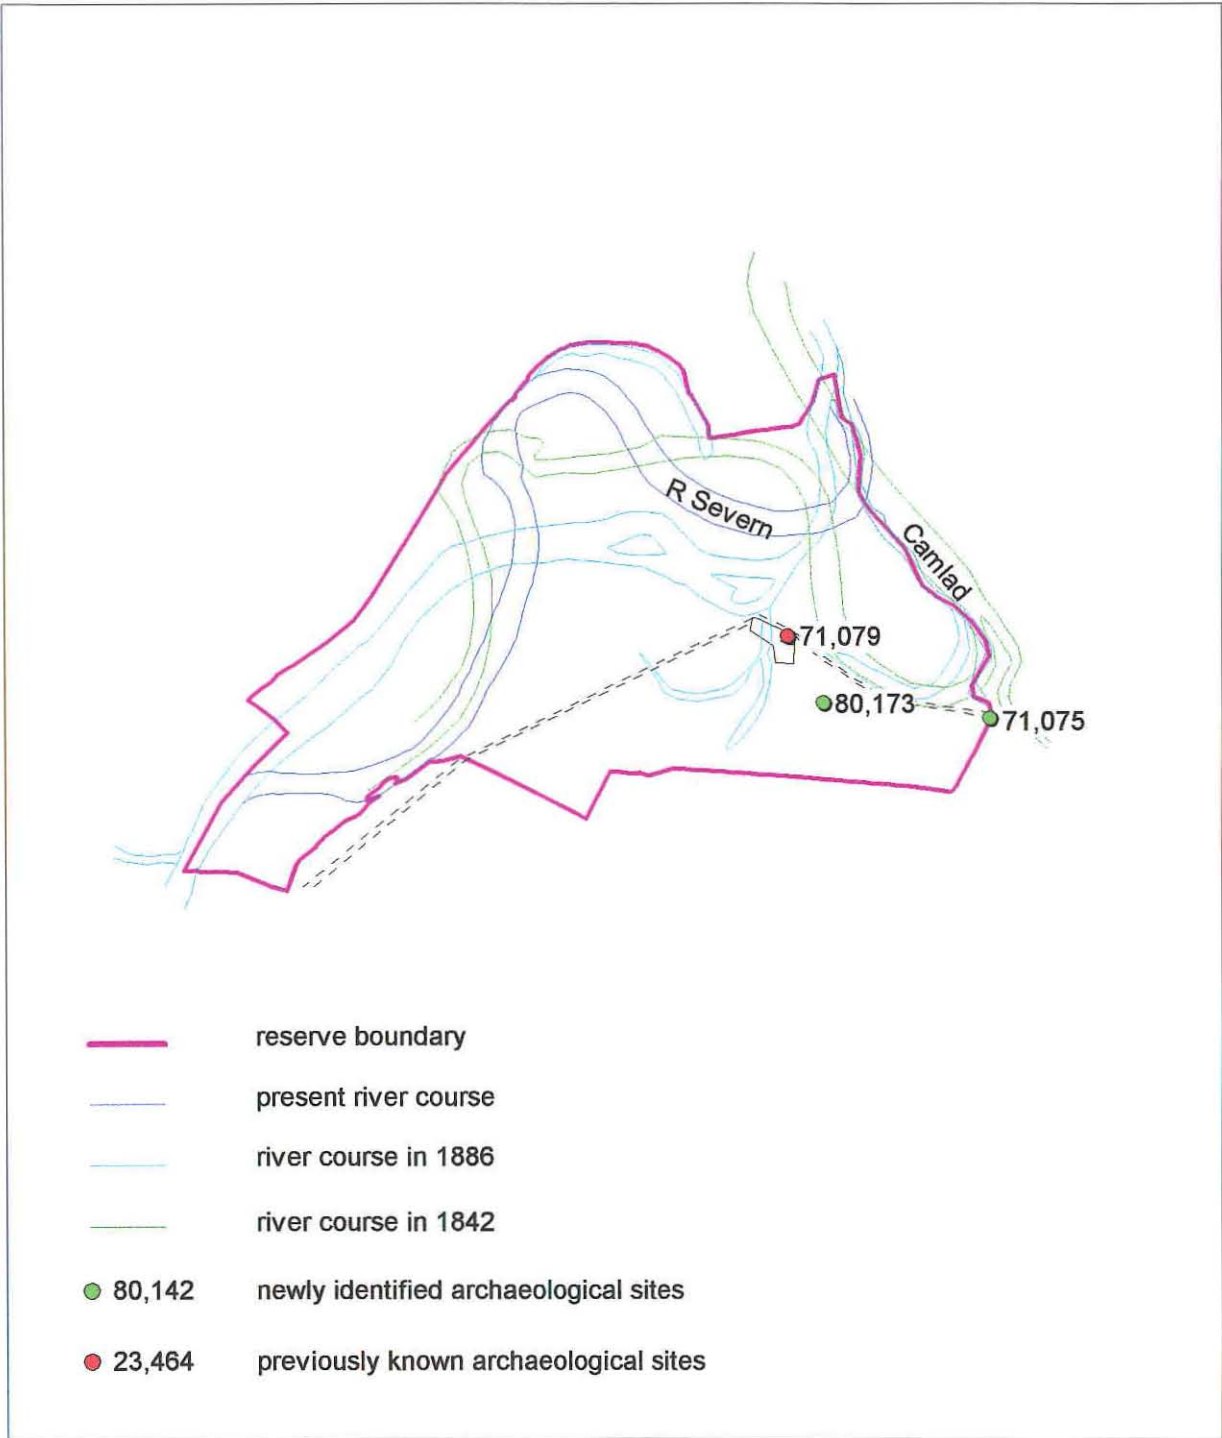 R Severn
Camlad
71,079
80,173
71,075
reserve boundary
present river course
river course in 1886
river course in 1842
80,142 newly identified archaeological sites
23,464 previously known archaeological sites